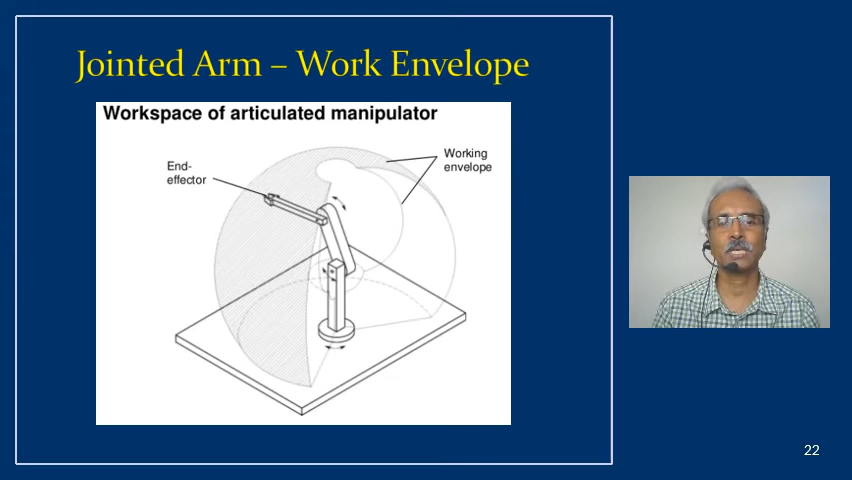 Jointed Arm – Work Envelope
Workspace of articulated manipulator
End-
effector
Working
envelope
22